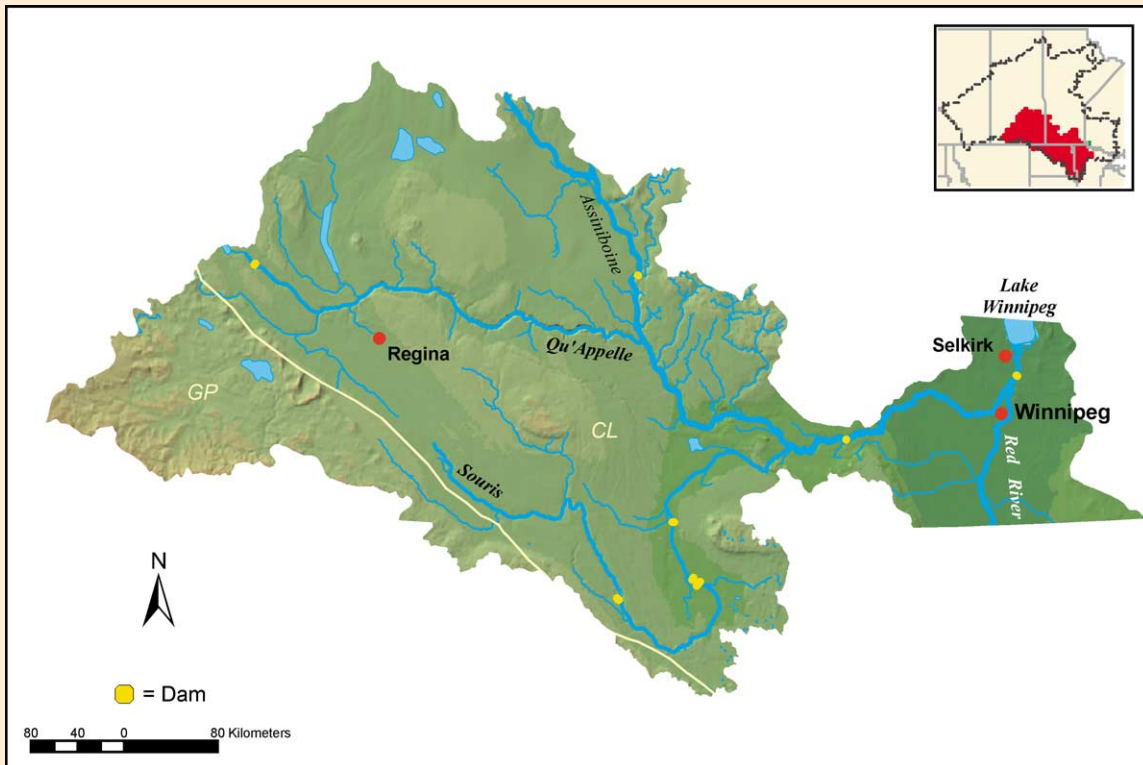 Lake
Winnipeg
Assiniboine
Selkirk
Regina
Qu'Appelle
Winnipeg
GP
CL
Red River
Souris
N
= Dam
80 40 0 80 Kilometers